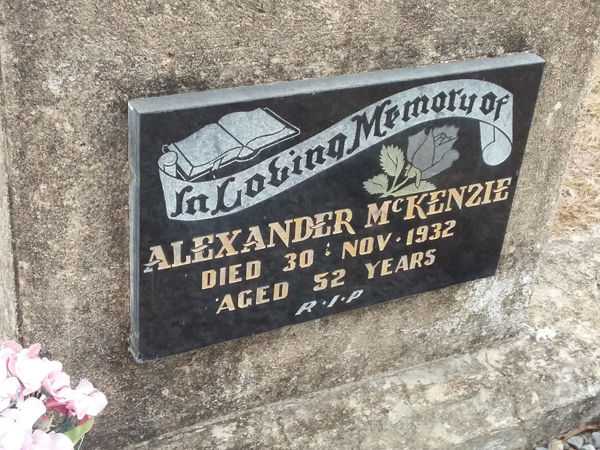 In Loving Memory of
ALEXANDER McKENZIE
DIED 30 · NOV · 1932
AGED 52 YEARS
R·I·P